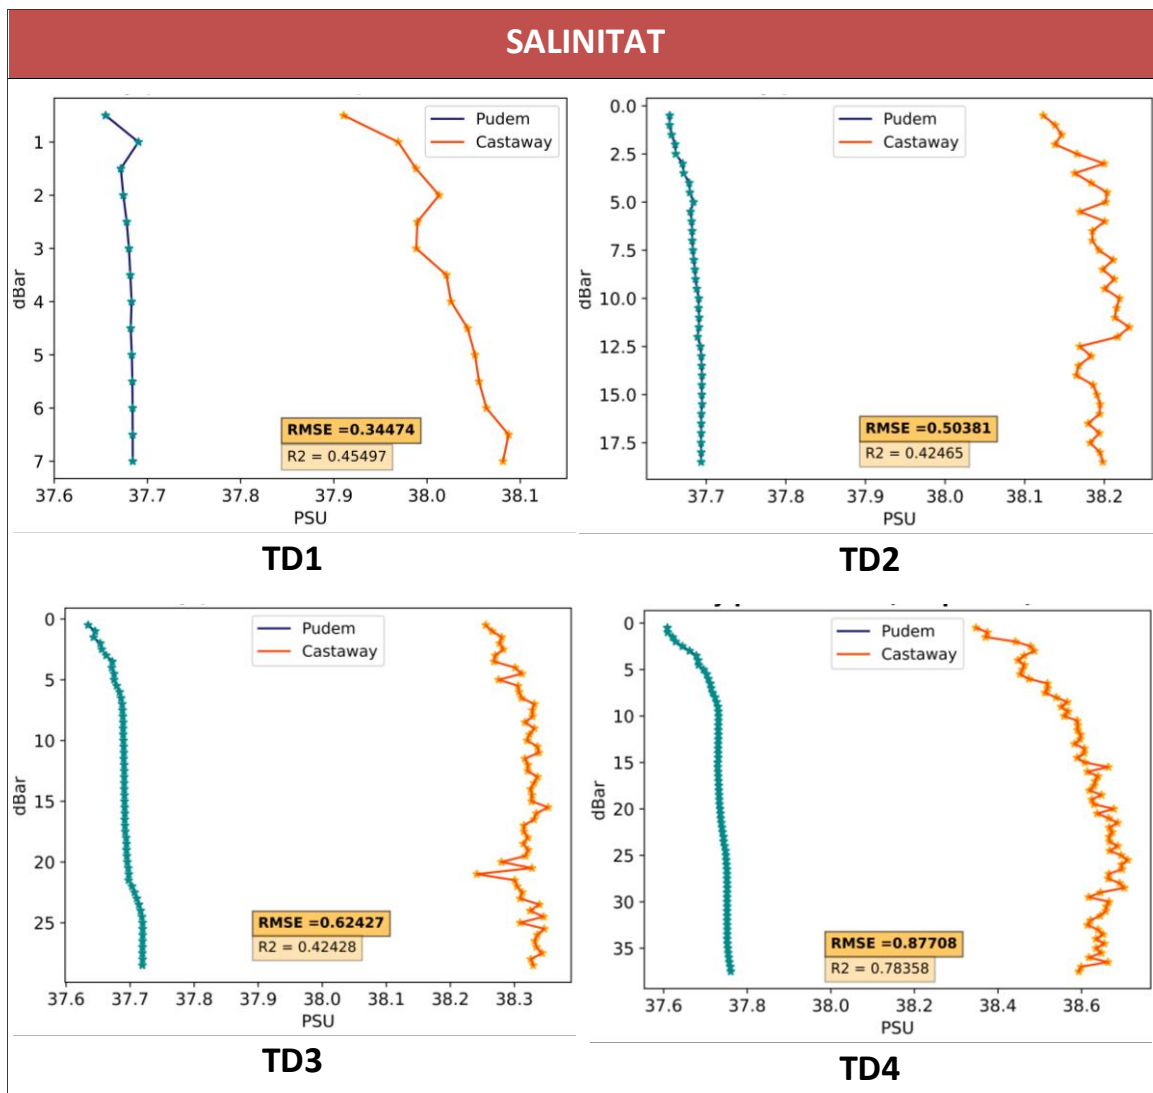 SALINITAT
Pudem
Castaway
1
2
3
4
5
6
7
dBar
RMSE =0.34474
R2 = 0.45497
37.6 37.7 37.8 37.9 38.0 38.1
PSU
TD1
Pudem
Castaway
0.0
2.5
5.0
7.5
10.0
12.5
15.0
17.5
dBar
RMSE =0.50381
R2 = 0.42465
37.7 37.8 37.9 38.0 38.1 38.2
PSU
TD2
Pudem
Castaway
0
5
10
15
20
25
dBar
RMSE =0.62427
R2 = 0.42428
37.6 37.7 37.8 37.9 38.0 38.1 38.2 38.3
PSU
TD3
Pudem
Castaway
0
5
10
15
20
25
30
35
dBar
RMSE =0.87708
R2 = 0.78358
37.6 37.8 38.0 38.2 38.4 38.6
PSU
TD4